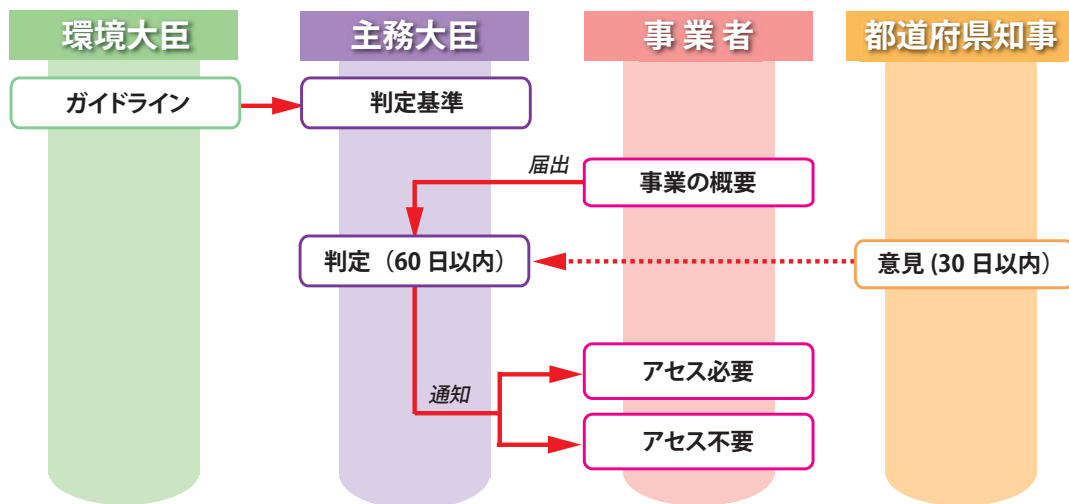 環境大臣
主務大臣
事業者
都道府県知事
ガイドライン
判定基準
届出
事業の概要
判定（60日以内）
意見(30日以内）
アセス必要
通知
アセス不要